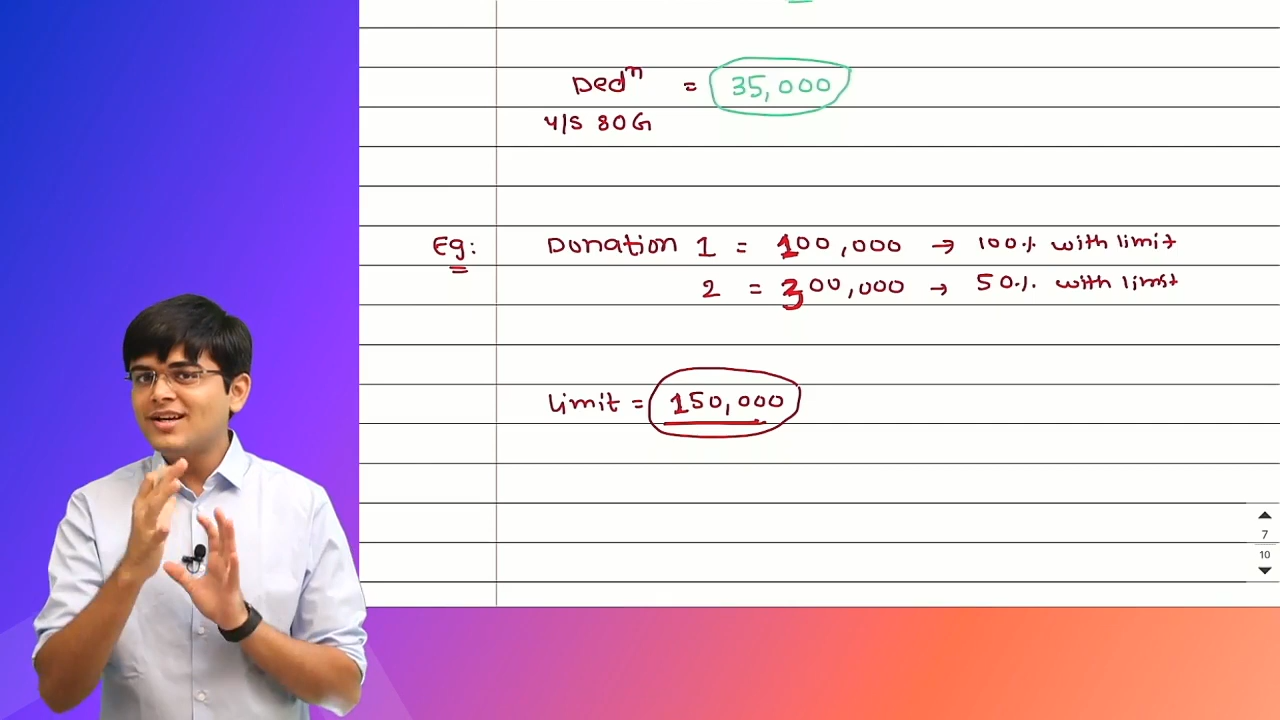 Dedⁿ = 35,000
u/s 80G
Eg: Donation 1 = 100,000 → 100% with limit
2 = 300,000 → 50% with limit
limit = 150,000
7
10